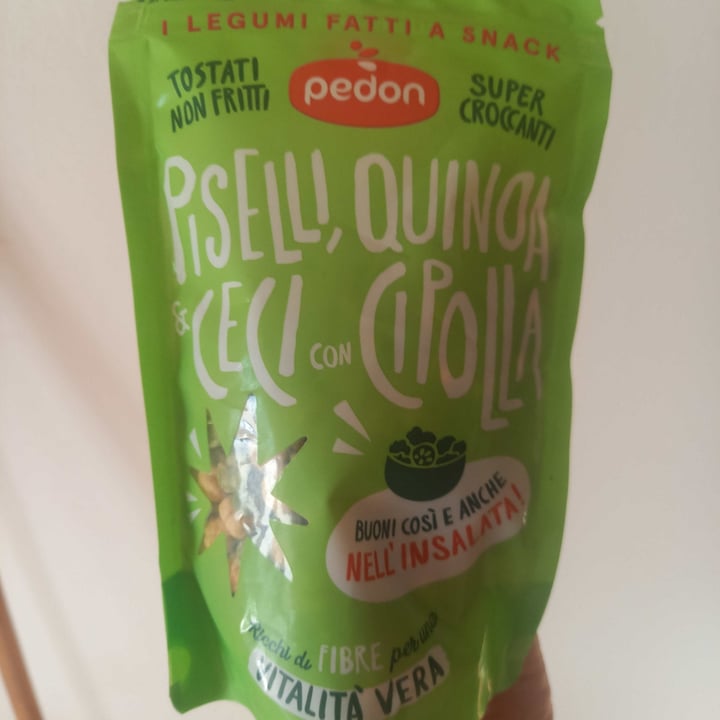 I LEGUMI FATTI A SNACK
TOSTATI
NON FRITTI
pedon
SUPER
CROCCANTI
PISELLI, QUINOA
& CECI CON CIPOLLA
BUONI COSÌ E ANCHE
NELL'INSALATA!
Ricchi di FIBRE per una
VITALITÀ VERA